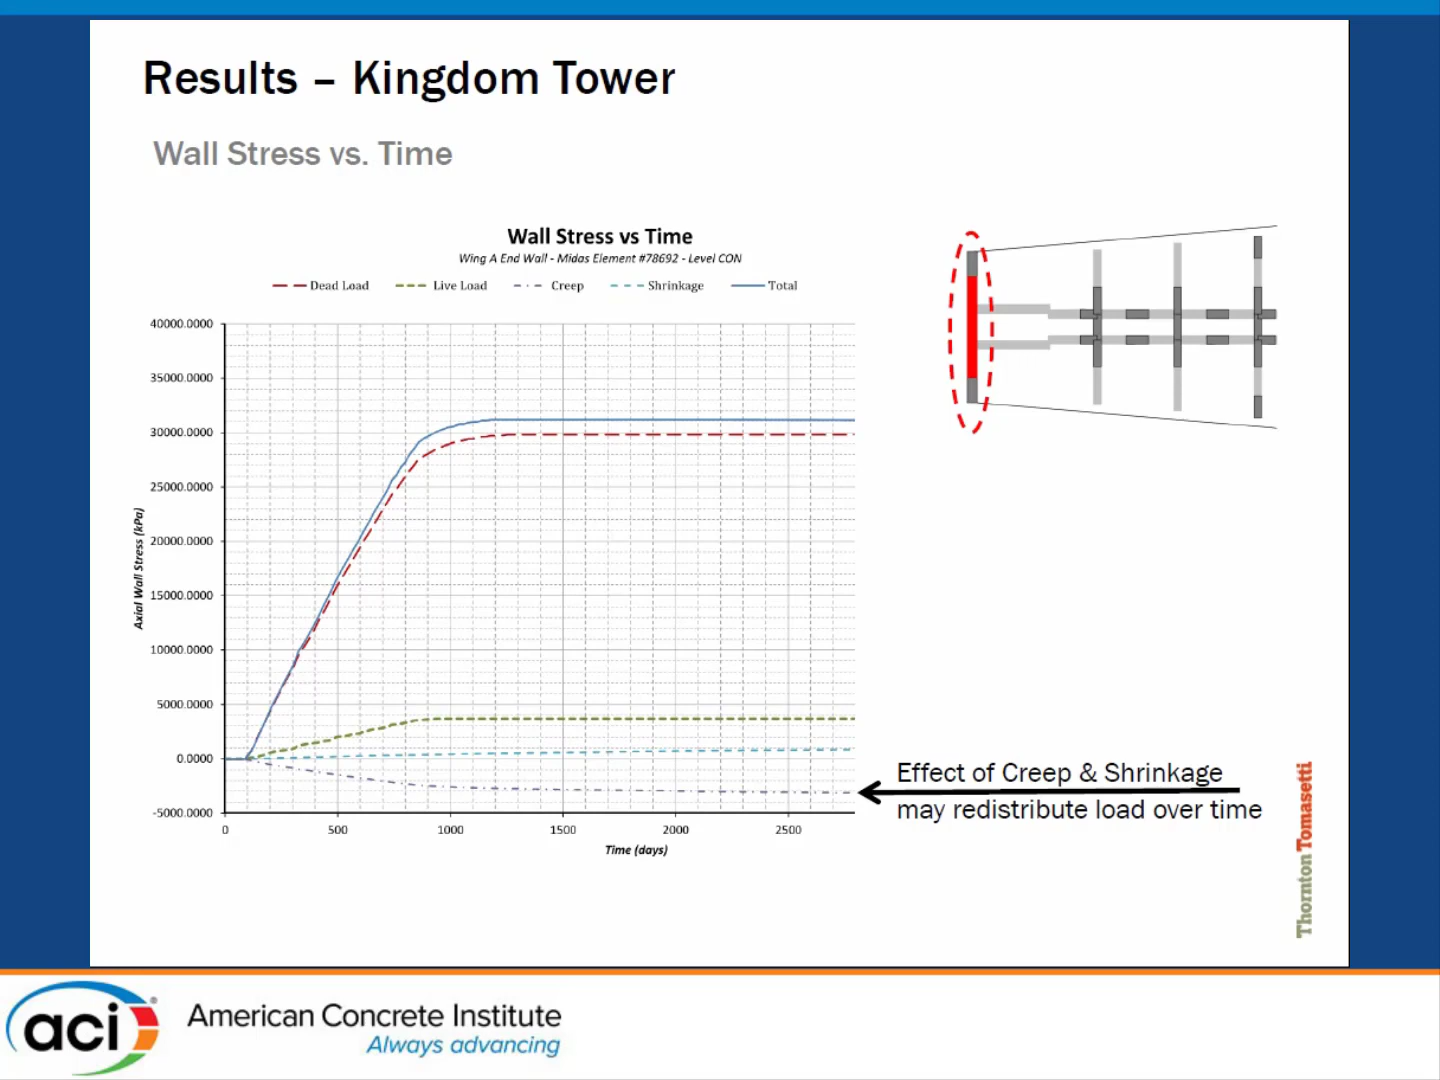 Results – Kingdom Tower
Wall Stress vs. Time
Wall Stress vs Time
Wing A End Wall - Midas Element #78692 - Level CON
Dead Load Live Load Creep Shrinkage Total
40000.0000
35000.0000
30000.0000
25000.0000
20000.0000
15000.0000
10000.0000
5000.0000
0.0000
-5000.0000
Axial Wall Stress (kPa)
0 500 1000 1500 2000 2500
Time (days)
Effect of Creep & Shrinkage
may redistribute load over time
Thornton Tomasetti
aci
American Concrete Institute
Always advancing